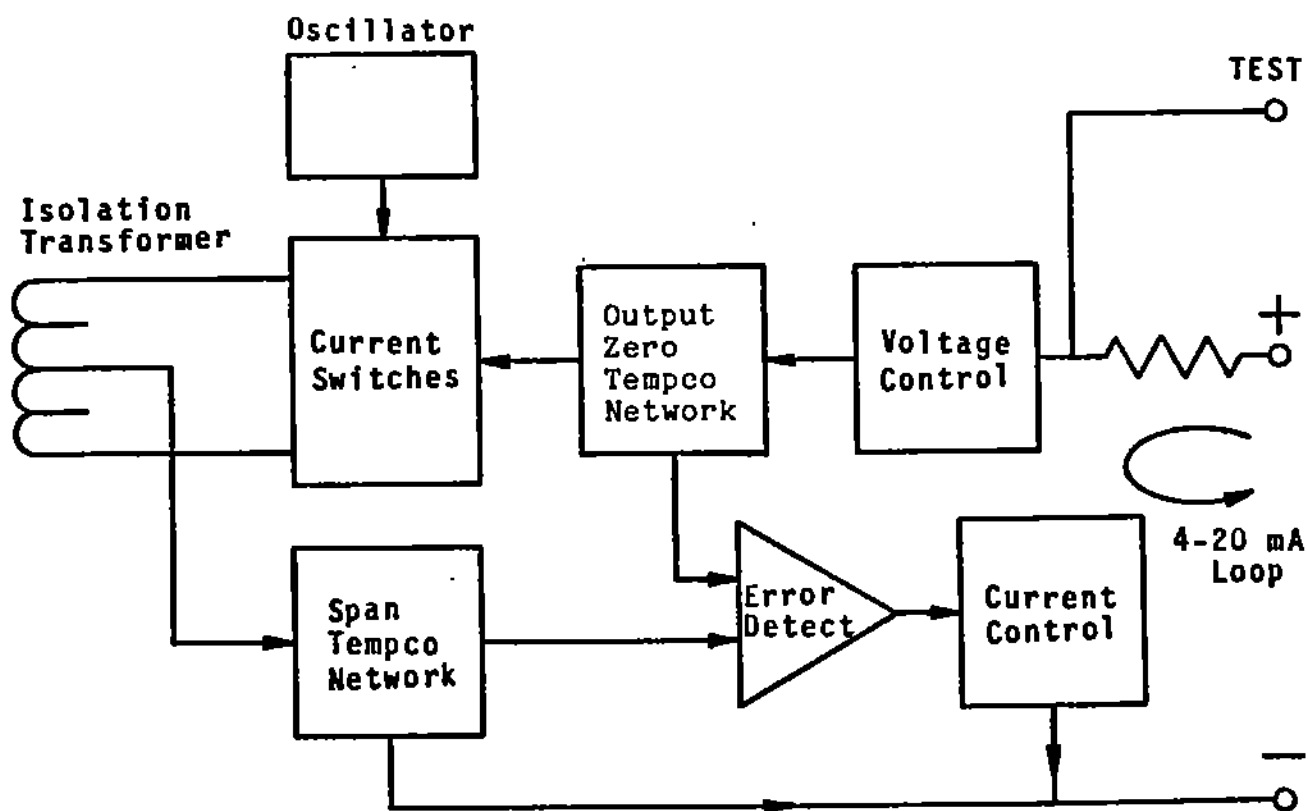 Oscillator
TEST
Isolation
Transformer
Current
Switches
Output
Zero
Tempco
Network
Voltage
Control
+
4-20 mA
Loop
Span
Tempco
Network
Error
Detect
Current
Control
—